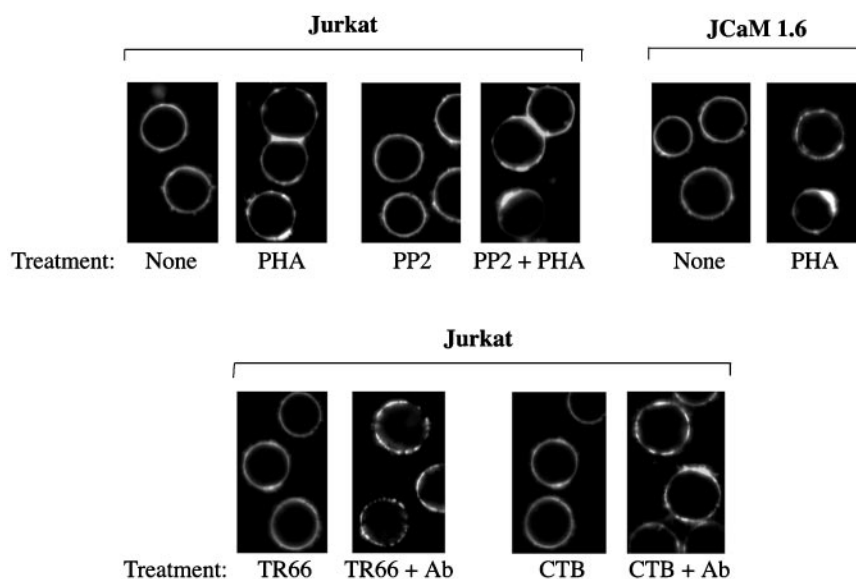 Jurkat
JCaM 1.6
Treatment: None PHA PP2 PP2 + PHA None PHA
Jurkat
Treatment: TR66 TR66 + Ab CTB CTB + Ab